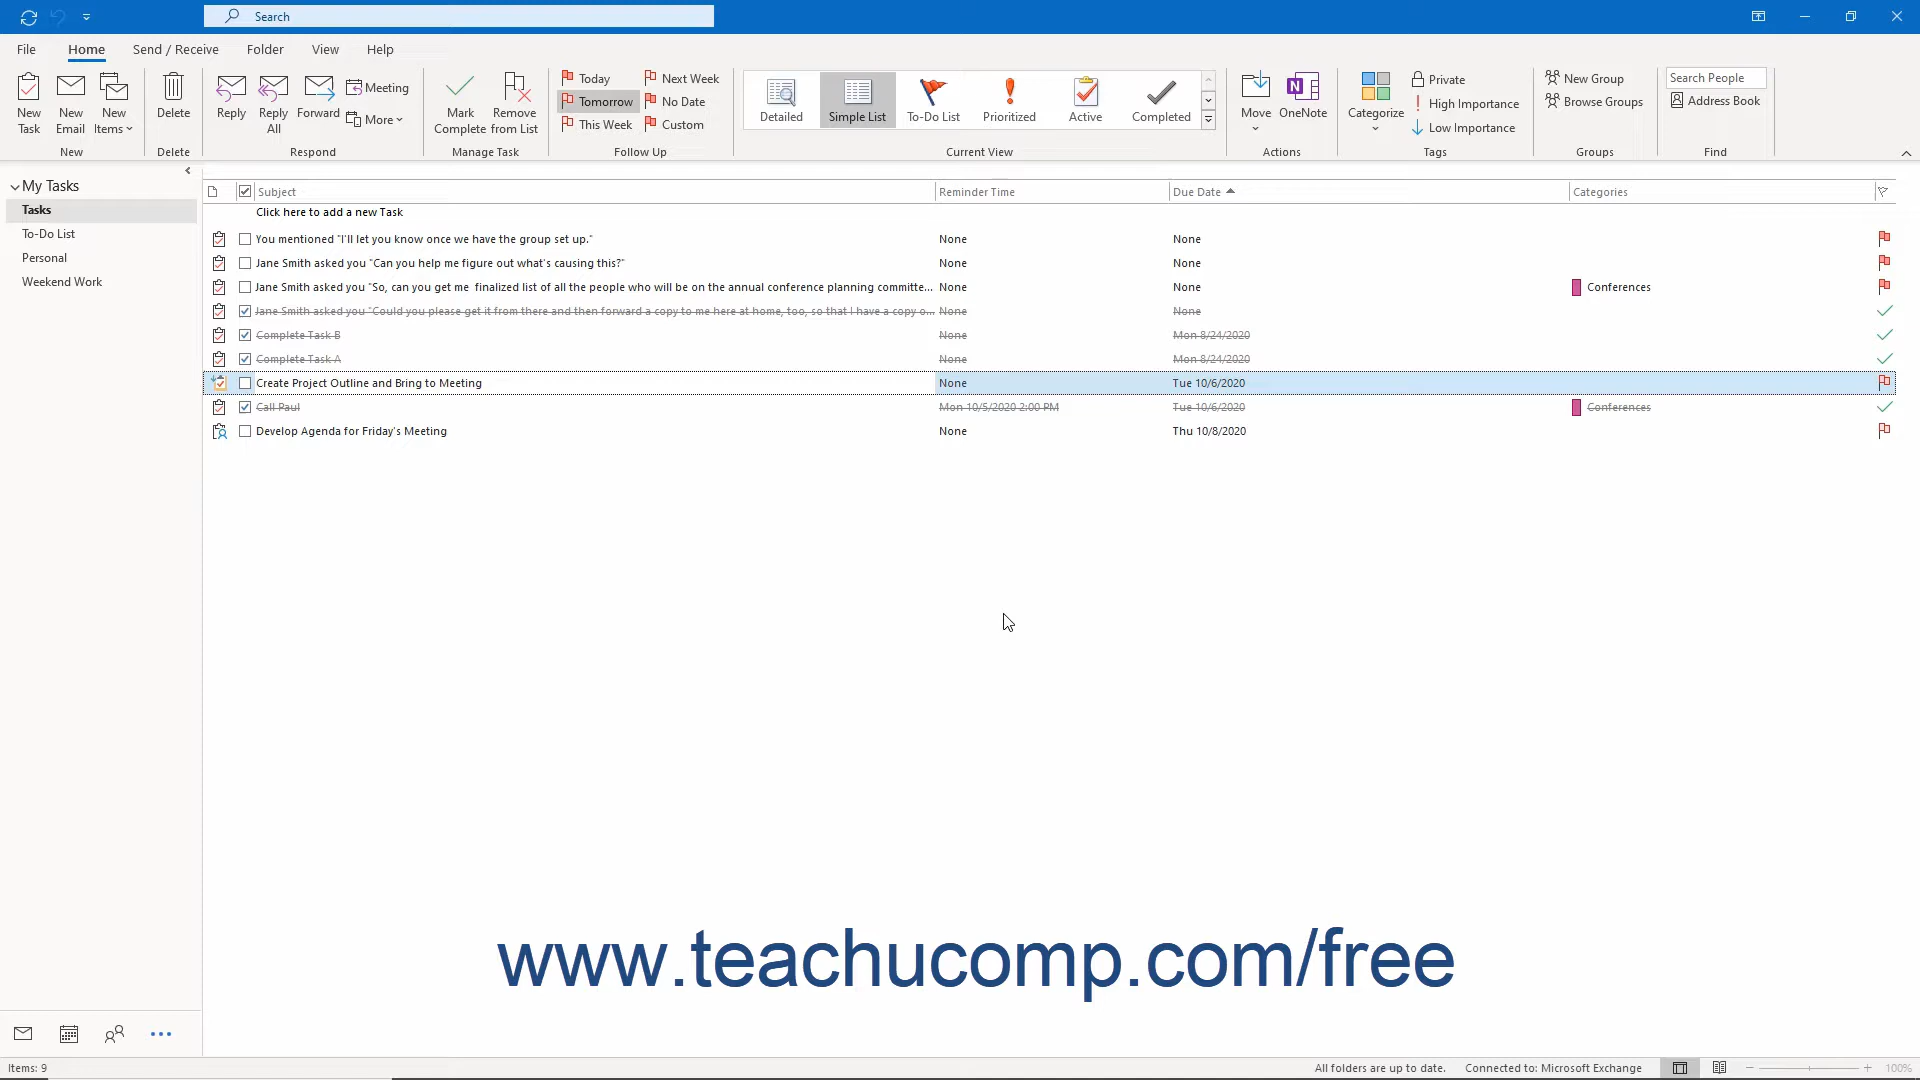 Search
File Home Send / Receive Folder View Help
New Task
New Email
New Items
New
Delete
Delete
Reply
Reply All
Forward
Meeting
More
Respond
Mark Complete
Remove from List
Manage Task
Today
Tomorrow
This Week
Next Week
No Date
Custom
Follow Up
Detailed
Simple List
To-Do List
Prioritized
Active
Completed
Current View
Move
OneNote
Actions
Categorize
Private
High Importance
Low Importance
Tags
New Group
Browse Groups
Groups
Search People
Address Book
Find
My Tasks
Tasks
To-Do List
Personal
Weekend Work
Subject Reminder Time Due Date Categories
Click here to add a new Task
You mentioned "I'll let you know once we have the group set up." None None
Jane Smith asked you "Can you help me figure out what's causing this?" None None
Jane Smith asked you "So, can you get me finalized list of all the people who will be on the annual conference planning committe... None None Conferences
Jane Smith asked you "Could you please get it from there and then forward a copy to me here at home, too, so that I have a copy o... None None
Complete Task B None Mon 8/24/2020
Complete Task A None Mon 8/24/2020
Create Project Outline and Bring to Meeting None Tue 10/6/2020
Call Paul Mon 10/5/2020 2:00 PM Tue 10/6/2020 Conferences
Develop Agenda for Friday's Meeting None Thu 10/8/2020
www.teachucomp.com/free
Items: 9 All folders are up to date. Connected to: Microsoft Exchange 100%